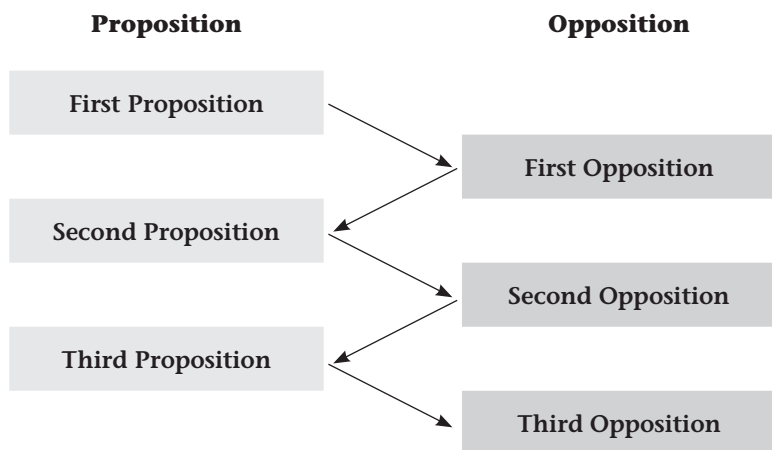 Proposition
Opposition
First Proposition
First Opposition
Second Proposition
Second Opposition
Third Proposition
Third Opposition